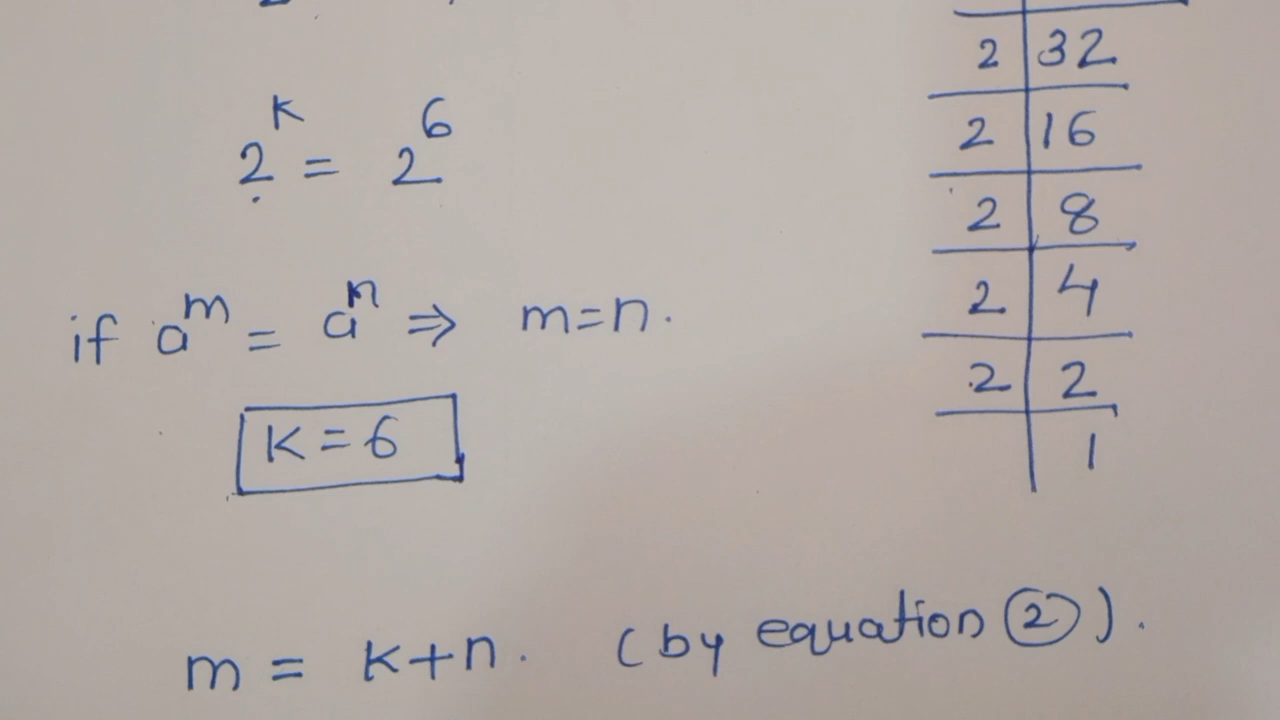 2^k = 2^6
if a^m = a^n ⇒ m=n.
K=6
m = k+n. (by equation ②).
2 | 32
2 | 16
2 | 8
2 | 4
2 | 2
| 1